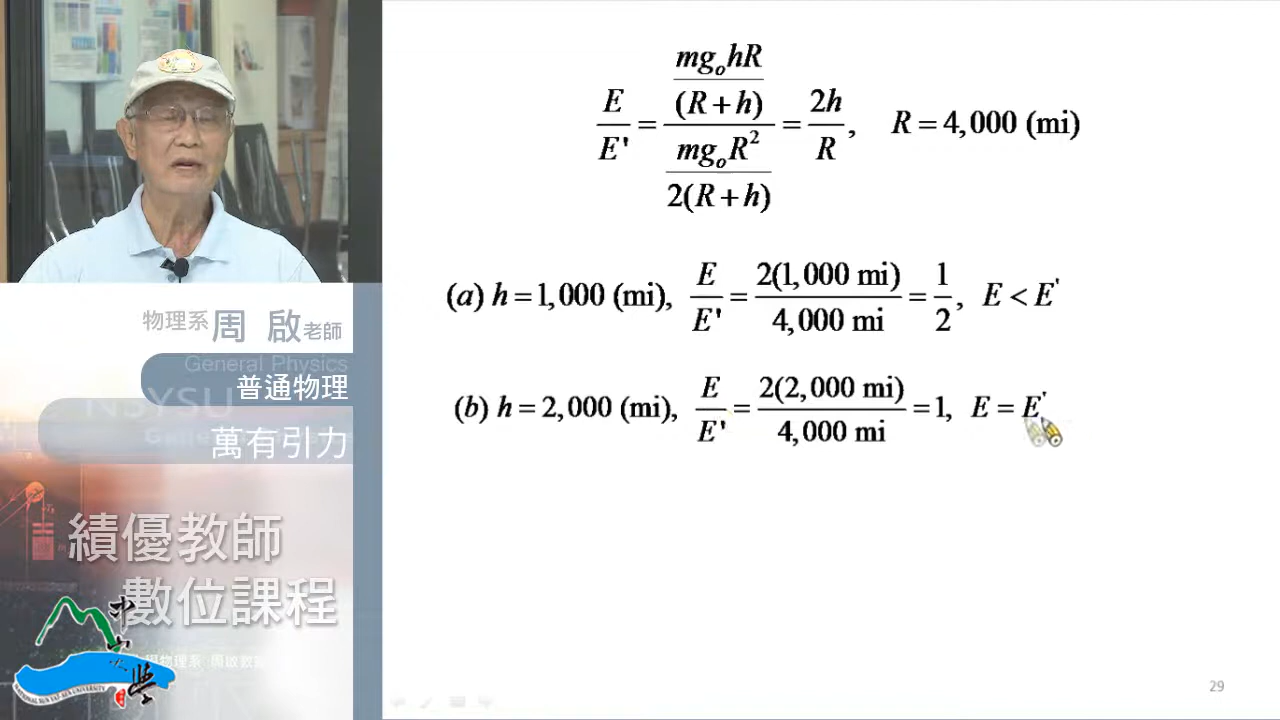 E/E' = (mg₀hR/(R+h)) / (mg₀R²/2(R+h)) = 2h/R, R = 4,000 (mi)
(a) h = 1,000 (mi), E/E' = 2(1,000 mi)/4,000 mi = 1/2, E < E'
(b) h = 2,000 (mi), E/E' = 2(2,000 mi)/4,000 mi = 1, E = E'
物理系周 啟老師
General Physics
普通物理
NSYSU
萬有引力
績優教師
數位課程
29